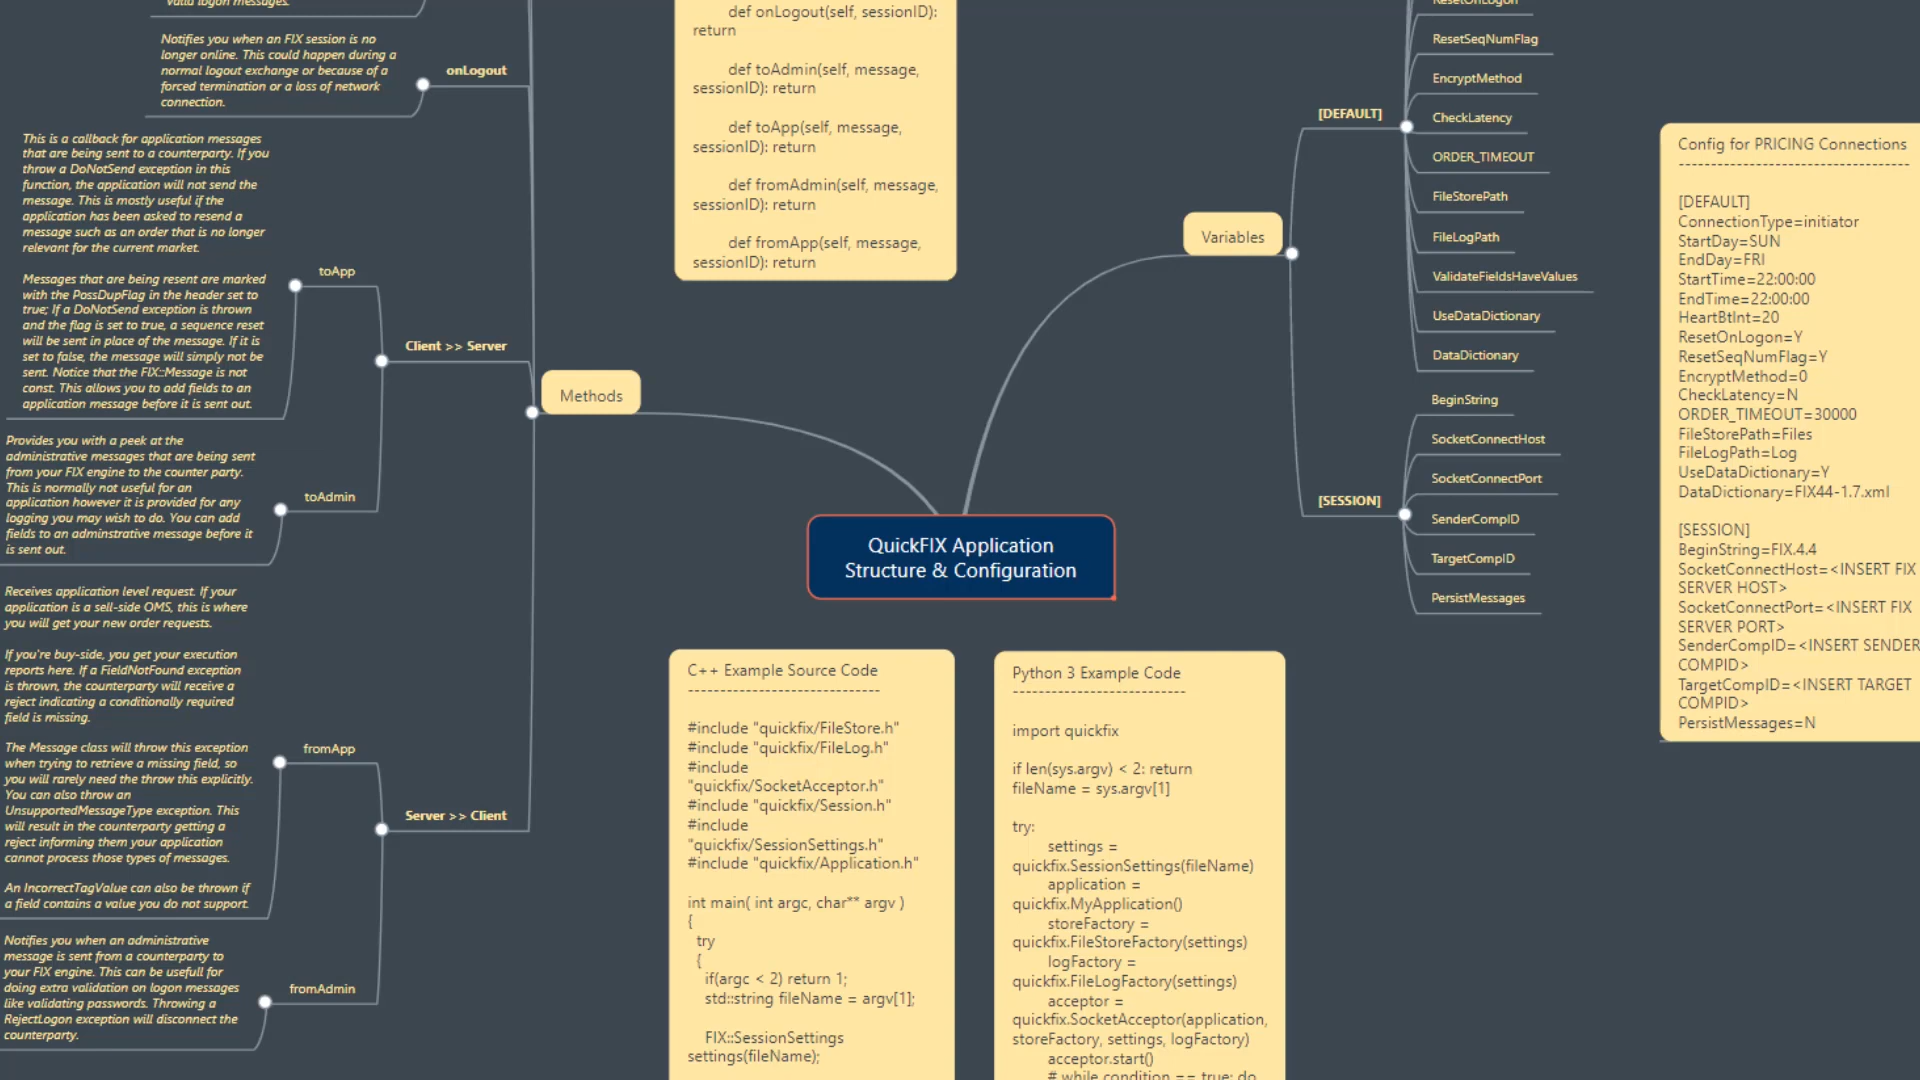 valid logon messages.
Notifies you when an FIX session is no
longer online. This could happen during a
normal logout exchange or because of a
forced termination or a loss of network
connection.
onLogout
This is a callback for application messages
that are being sent to a counterparty. If you
throw a DoNotSend exception in this
function, the application will not send the
message. This is mostly useful if the
application has been asked to resend a
message such as an order that is no longer
relevant for the current market.
Messages that are being resent are marked
with the PossDupFlag in the header set to
true; If a DoNotSend exception is thrown
and the flag is set to true, a sequence reset
will be sent in place of the message. If it is
set to false, the message will simply not be
sent. Notice that the FIX::Message is not
const. This allows you to add fields to an
application message before it is sent out.
toApp
Client >> Server
Provides you with a peek at the
administrative messages that are being sent
from your FIX engine to the counter party.
This is normally not useful for an
application however it is provided for any
logging you may wish to do. You can add
fields to an adminstrative message before it
is sent out.
toAdmin
Methods
Receives application level request. If your
application is a sell-side OMS, this is where
you will get your new order requests.
If you're buy-side, you get your execution
reports here. If a FieldNotFound exception
is thrown, the counterparty will receive a
reject indicating a conditionally required
field is missing.
The Message class will throw this exception
when trying to retrieve a missing field, so
you will rarely need the throw this explicitly.
You can also throw an
UnsupportedMessageType exception. This
will result in the counterparty getting a
reject informing them your application
cannot process those types of messages.
An IncorrectTagValue can also be thrown if
a field contains a value you do not support.
fromApp
Server >> Client
Notifies you when an administrative
message is sent from a counterparty to
your FIX engine. This can be usefull for
doing extra validation on logon messages
like validating passwords. Throwing a
RejectLogon exception will disconnect the
counterparty.
fromAdmin
def onLogout(self, sessionID):
return
def toAdmin(self, message,
sessionID): return
def toApp(self, message,
sessionID): return
def fromAdmin(self, message,
sessionID): return
def fromApp(self, message,
sessionID): return
QuickFIX Application
Structure & Configuration
C++ Example Source Code
----------------------------
#include "quickfix/FileStore.h"
#include "quickfix/FileLog.h"
#include
"quickfix/SocketAcceptor.h"
#include "quickfix/Session.h"
#include
"quickfix/SessionSettings.h"
#include "quickfix/Application.h"
int main( int argc, char** argv )
{
try
{
if(argc < 2) return 1;
std::string fileName = argv[1];
FIX::SessionSettings
settings(fileName);
Python 3 Example Code
---------------------------
import quickfix
if len(sys.argv) < 2: return
fileName = sys.argv[1]
try:
settings =
quickfix.SessionSettings(fileName)
application =
quickfix.MyApplication()
storeFactory =
quickfix.FileStoreFactory(settings)
logFactory =
quickfix.FileLogFactory(settings)
acceptor =
quickfix.SocketAcceptor(application,
storeFactory, settings, logFactory)
acceptor.start()
# while condition == true: do
Variables
[DEFAULT]
ResetOnLogon
ResetSeqNumFlag
EncryptMethod
CheckLatency
ORDER_TIMEOUT
FileStorePath
FileLogPath
ValidateFieldsHaveValues
UseDataDictionary
DataDictionary
[SESSION]
BeginString
SocketConnectHost
SocketConnectPort
SenderCompID
TargetCompID
PersistMessages
Config for PRICING Connections
------------------------------------
[DEFAULT]
ConnectionType=initiator
StartDay=SUN
EndDay=FRI
StartTime=22:00:00
EndTime=22:00:00
HeartBtInt=20
ResetOnLogon=Y
ResetSeqNumFlag=Y
EncryptMethod=0
CheckLatency=N
ORDER_TIMEOUT=30000
FileStorePath=Files
FileLogPath=Log
UseDataDictionary=Y
DataDictionary=FIX44-1.7.xml
[SESSION]
BeginString=FIX.4.4
SocketConnectHost=<INSERT FIX
SERVER HOST>
SocketConnectPort=<INSERT FIX
SERVER PORT>
SenderCompID=<INSERT SENDER
COMPID>
TargetCompID=<INSERT TARGET
COMPID>
PersistMessages=N